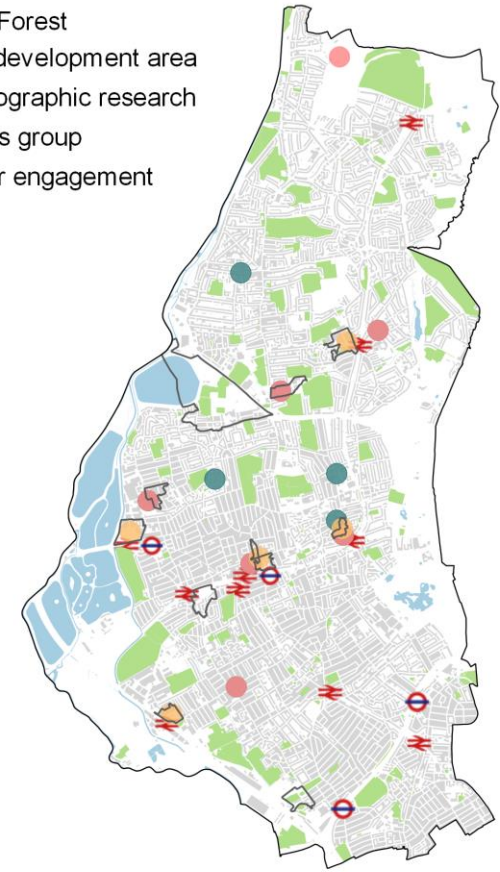 Forest
development area
ographic research
s group
r engagement